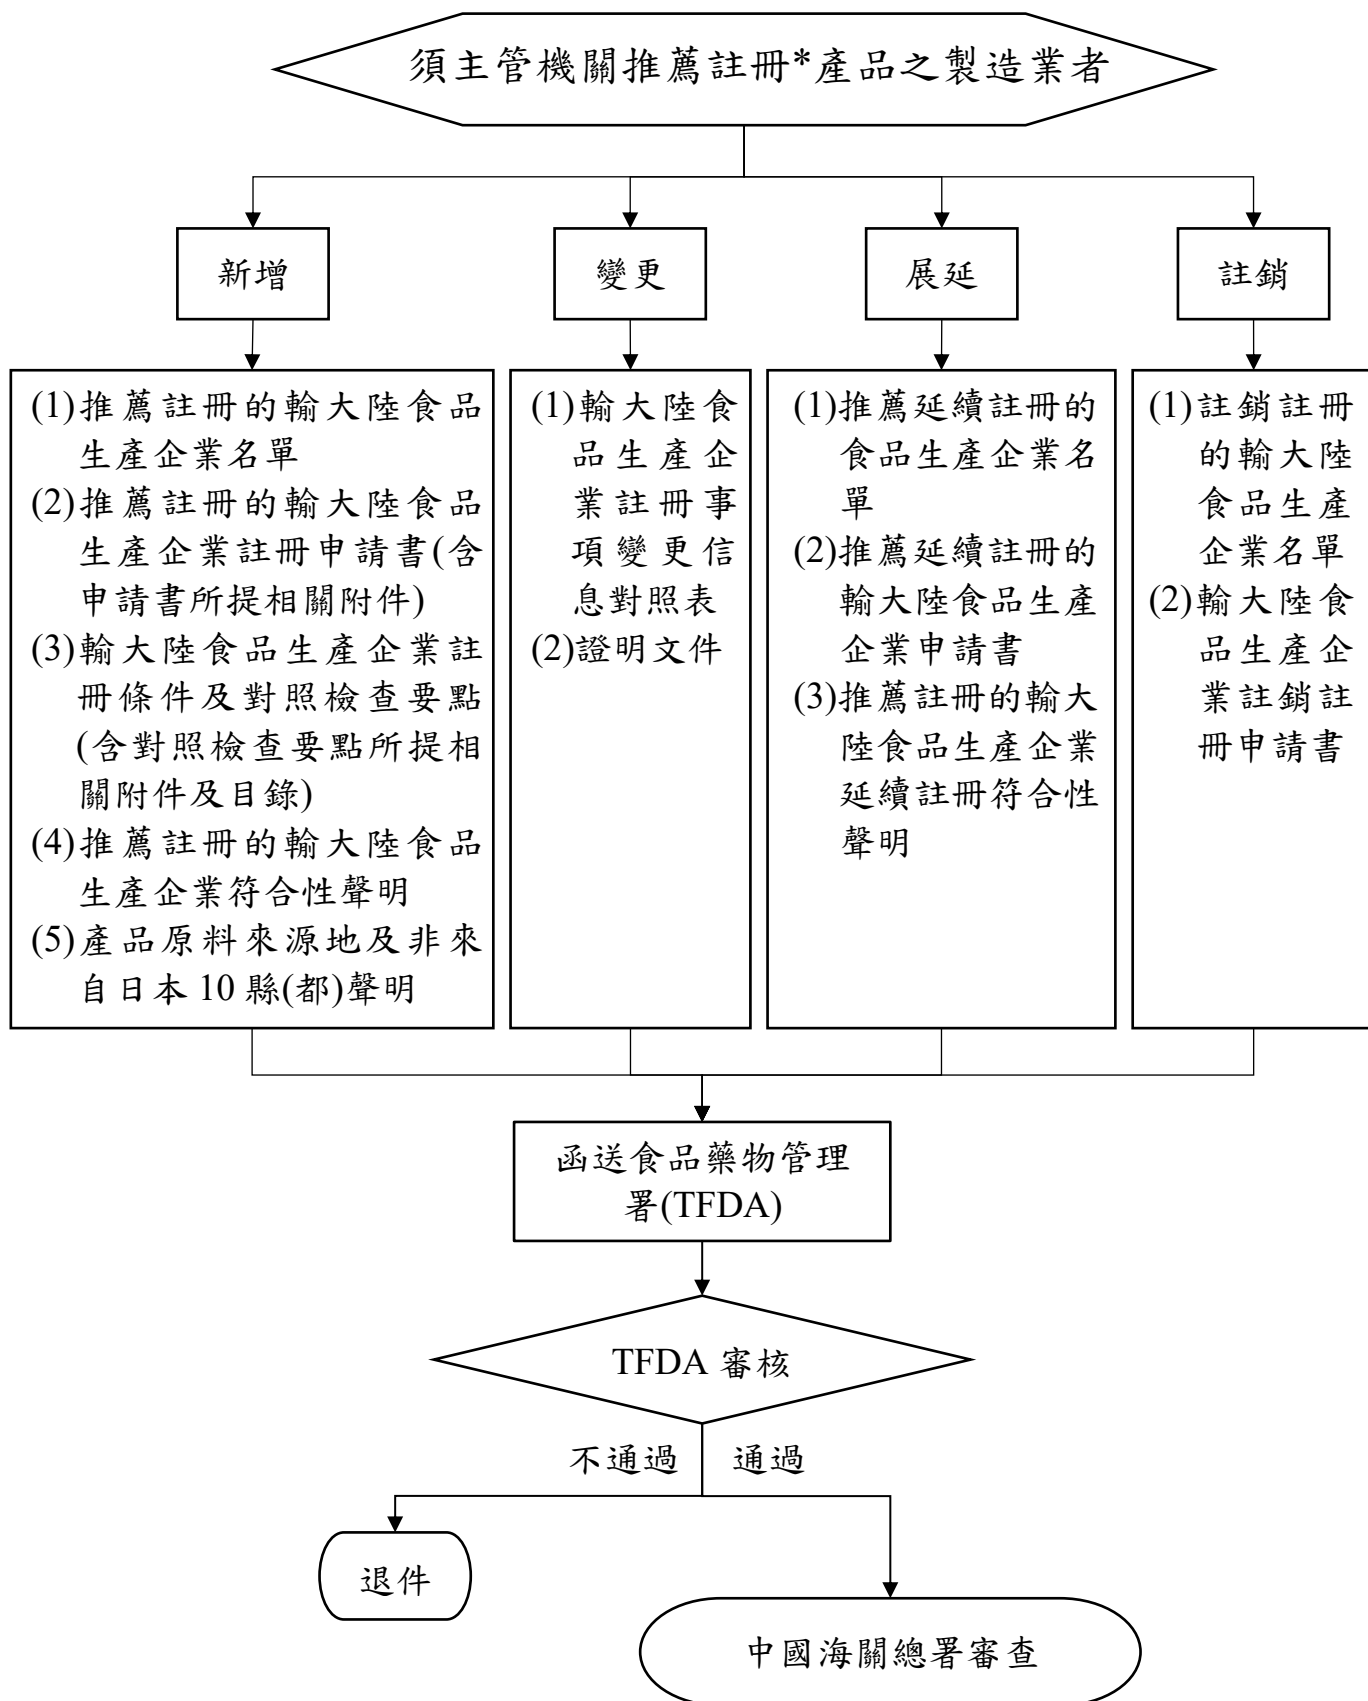 須主管機關推薦註冊*產品之製造業者
新增
變更
展延
註銷
(1)推薦註冊的輸大陸食品
生產企業名單
(2)推薦註冊的輸大陸食品
生產企業註冊申請書(含
申請書所提相關附件)
(3)輸大陸食品生產企業註
冊條件及對照檢查要點
(含對照檢查要點所提相
關附件及目錄)
(4)推薦註冊的輸大陸食品
生產企業符合性聲明
(5)產品原料來源地及非來
自日本 10 縣(都)聲明
(1)輸大陸食
品生產企
業註冊事
項變更信
息對照表
(2)證明文件
(1)推薦延續註冊的
食品生產企業名
單
(2)推薦延續註冊的
輸大陸食品生產
企業申請書
(3)推薦註冊的輸大
陸食品生產企業
延續註冊符合性
聲明
(1)註銷註冊
的輸大陸
食品生產
企業名單
(2)輸大陸食
品生產企
業註銷註
冊申請書
函送食品藥物管理
署(TFDA)
TFDA 審核
不通過
通過
退件
中國海關總署審查